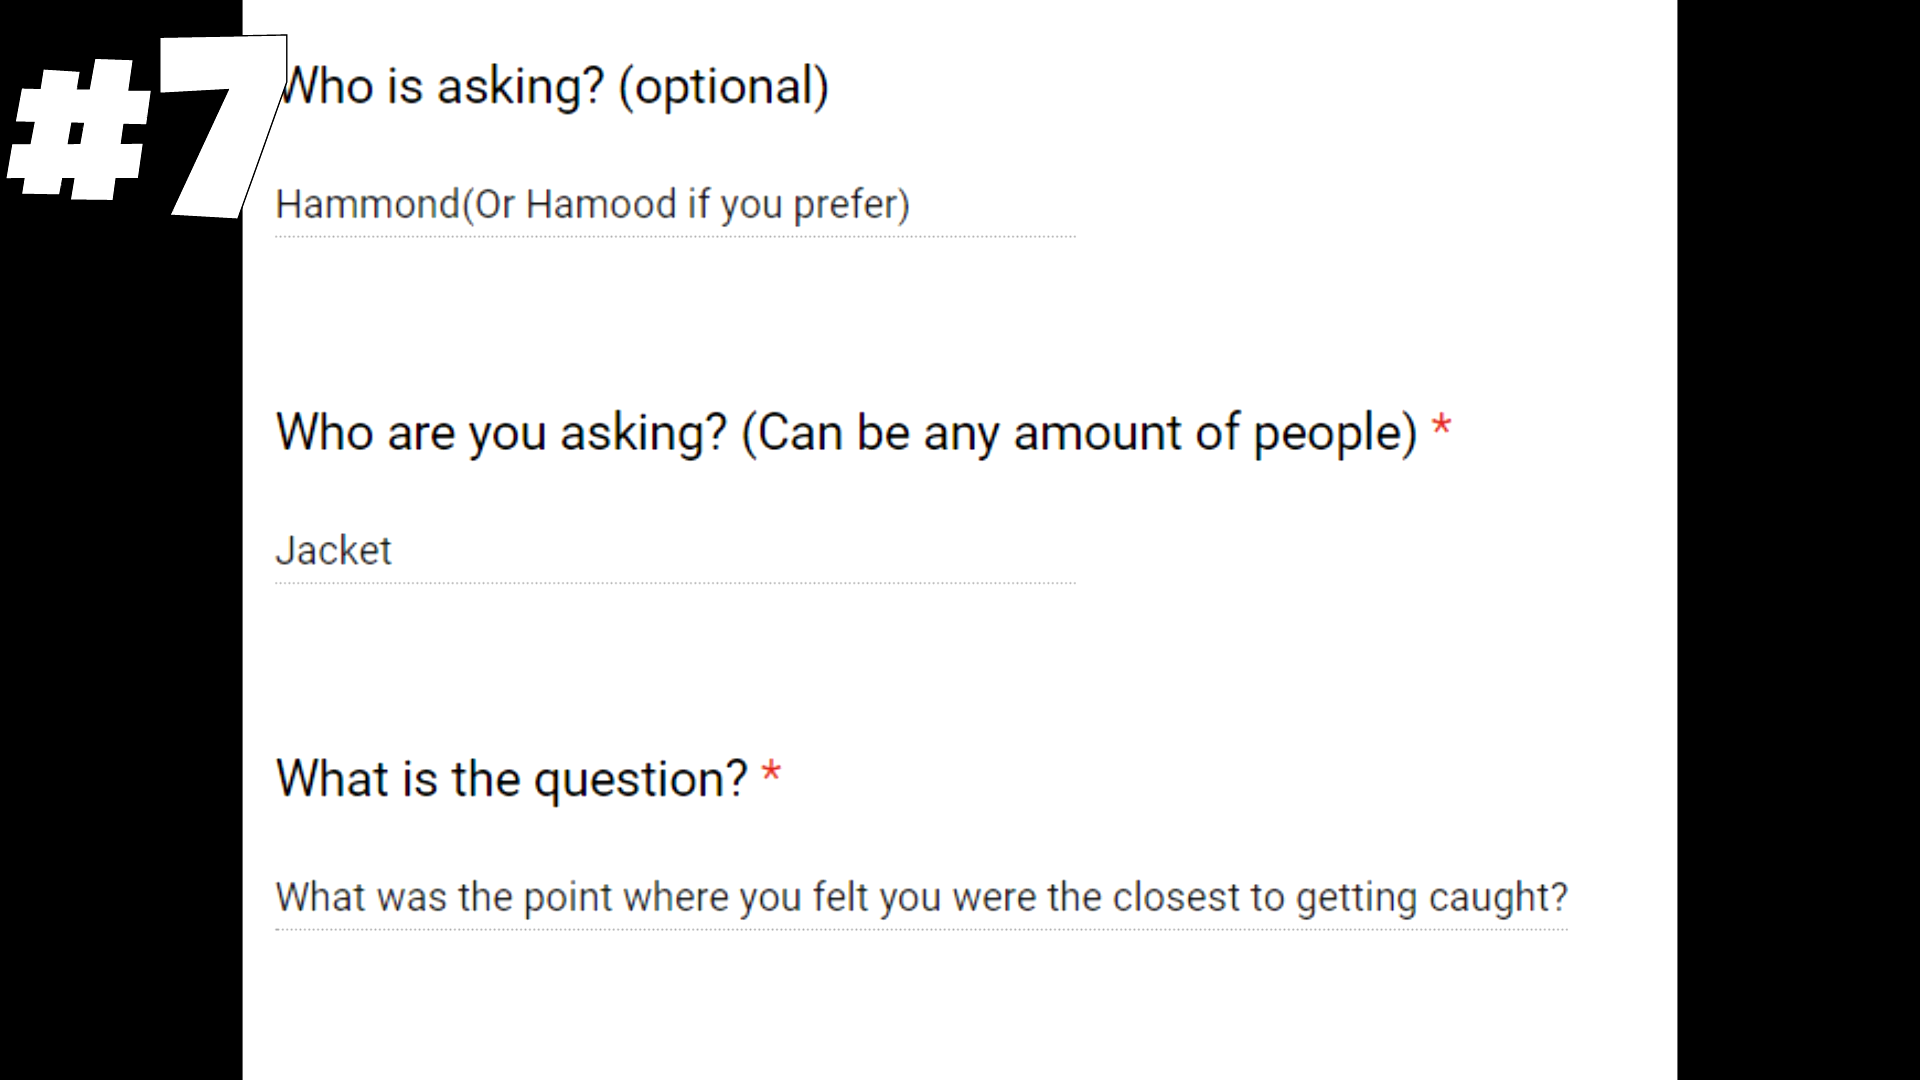 #7
Who is asking? (optional)
Hammond(Or Hamood if you prefer)
Who are you asking? (Can be any amount of people) *
Jacket
What is the question? *
What was the point where you felt you were the closest to getting caught?